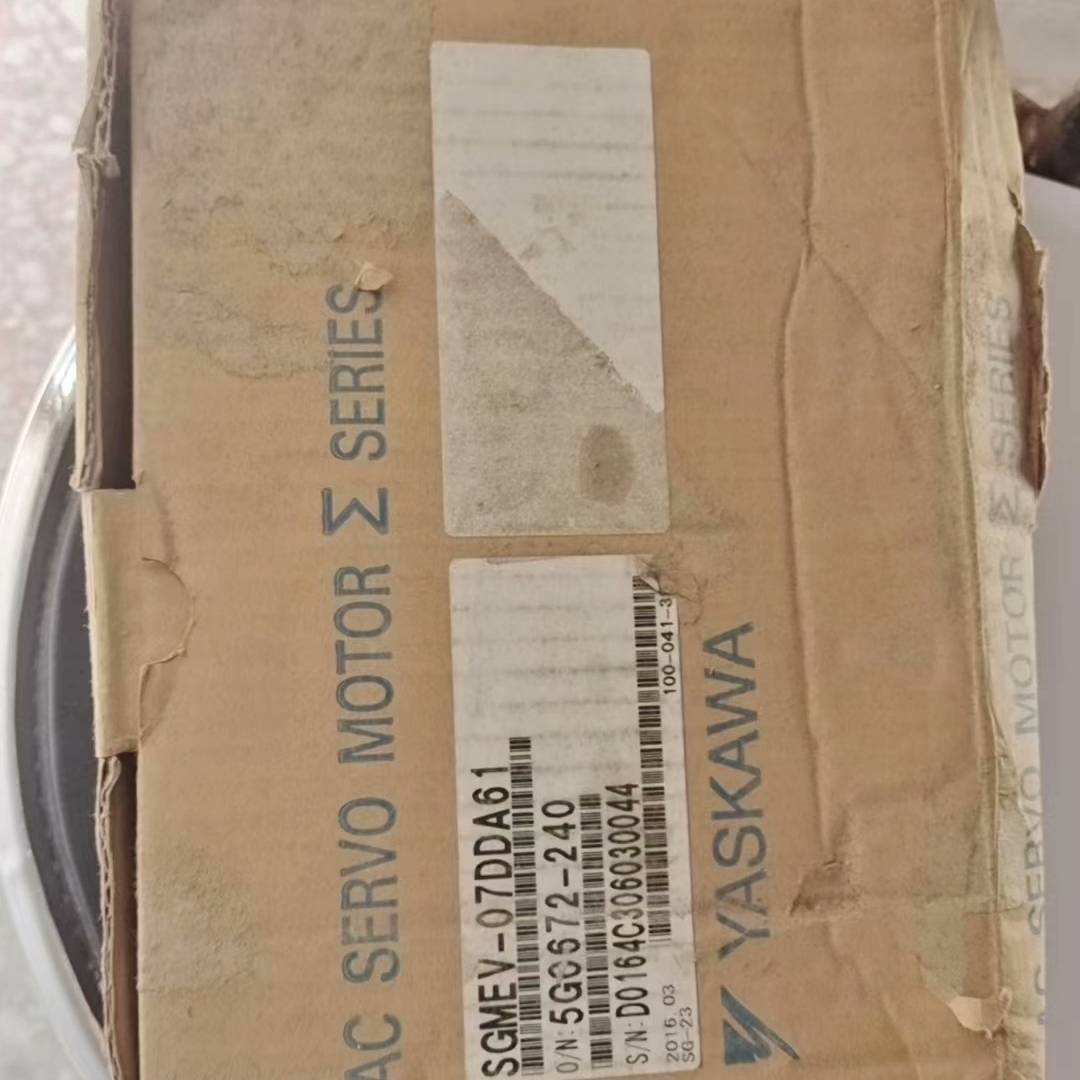 AC SERVO MOTOR Σ SERIES
SGMEV-07DDA61
O/N: 5GC672-240
S/N: D0164C306030044
100-041-3
2016.03
SG-23
YASKAWA
AC SERVO MOTOR Σ SERIES